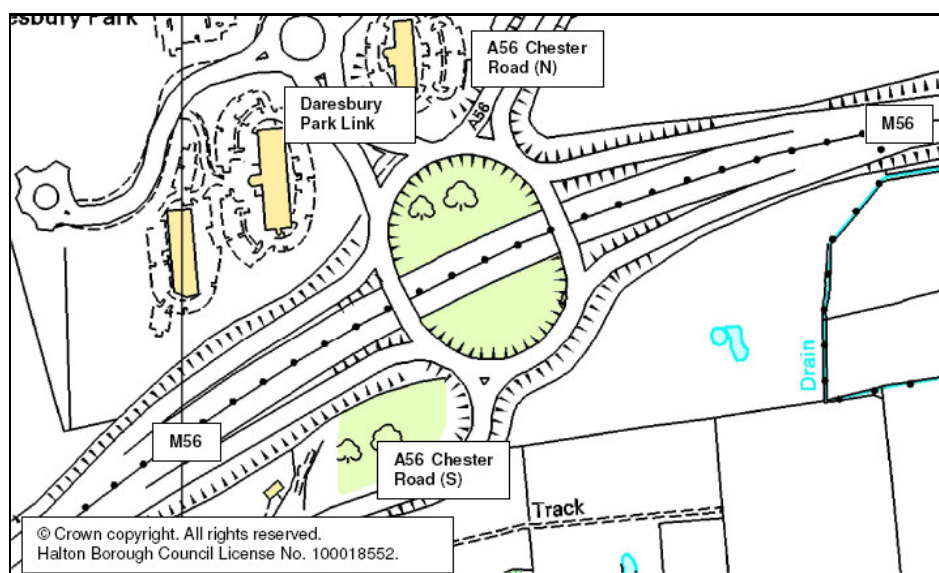 esbury Park
A56 Chester
Road (N)
Daresbury
Park Link
A56
M56
Drain
M56
A56 Chester
Road (S)
Track
© Crown copyright. All rights reserved.
Halton Borough Council License No. 100018552.